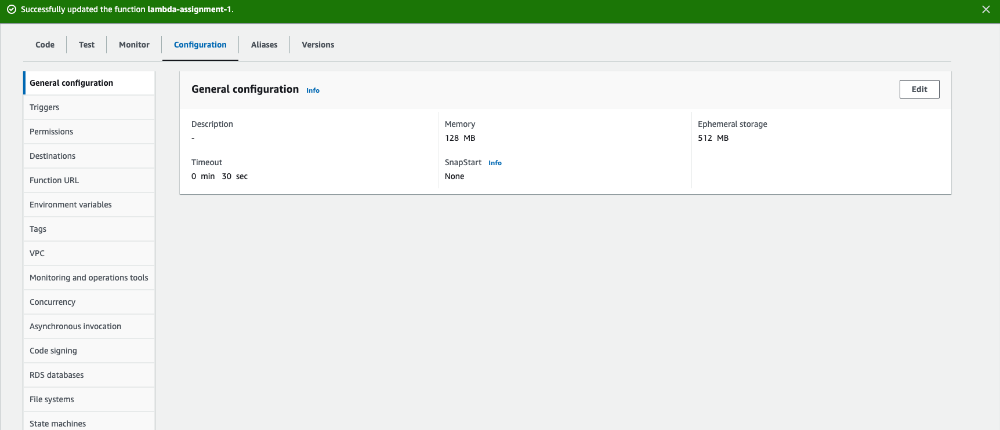 Successfully updated the function lambda-assignment-1.
Code
Test
Monitor
Configuration
Aliases
Versions
General configuration
Triggers
Permissions
Destinations
Function URL
Environment variables
Tags
VPC
Monitoring and operations tools
Concurrency
Asynchronous invocation
Code signing
RDS databases
File systems
State machines
General configuration Info
Edit
Description
-
Timeout
0 min 30 sec
Memory
128 MB
SnapStart Info
None
Ephemeral storage
512 MB